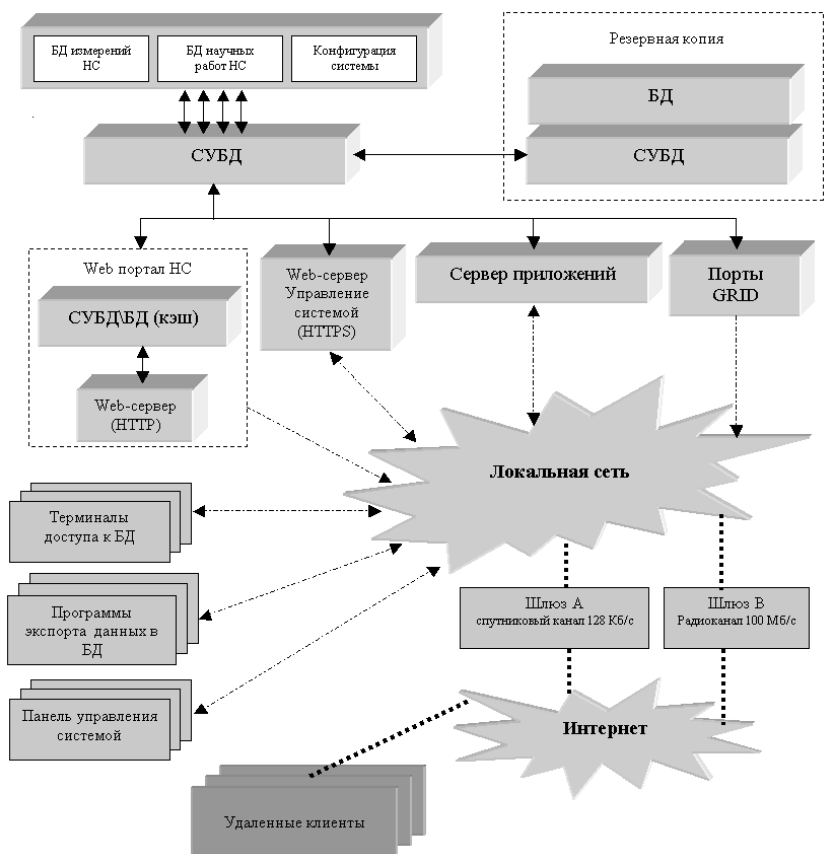 БД измерений
НС
БД научных
работ НС
Конфигурация
системы
Резервная копия
БД
СУБД
СУБД
Web портал НС
СУБД\БД (кэш)
Web-сервер
(HTTP)
Web-сервер
Управление
системой
(HTTPS)
Сервер приложений
Порты
GRID
Локальная сеть
Терминалы
доступа к БД
Программы
экспорта данных в
БД
Панель управления
системой
Шлюз А
спутниковый канал 128 Кб/с
Шлюз В
Радиоканал 100 Мб/с
Интернет
Удаленные клиенты